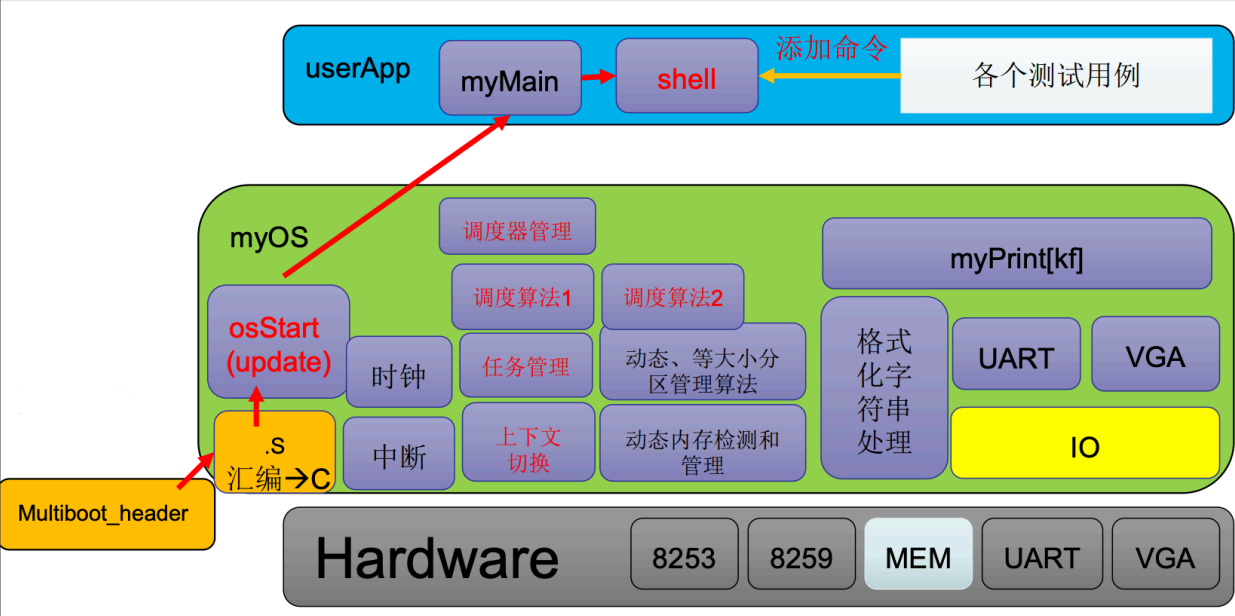 userApp
myMain
shell
添加命令
各个测试用例
myOS
调度器管理
myPrint[kf]
调度算法1
调度算法2
osStart
(update)
时钟
任务管理
动态、等大小分
区管理算法
格式
化字
符串
处理
UART
VGA
.s
汇编→C
中断
上下文
切换
动态内存检测和
管理
IO
Multiboot_header
Hardware
8253
8259
MEM
UART
VGA